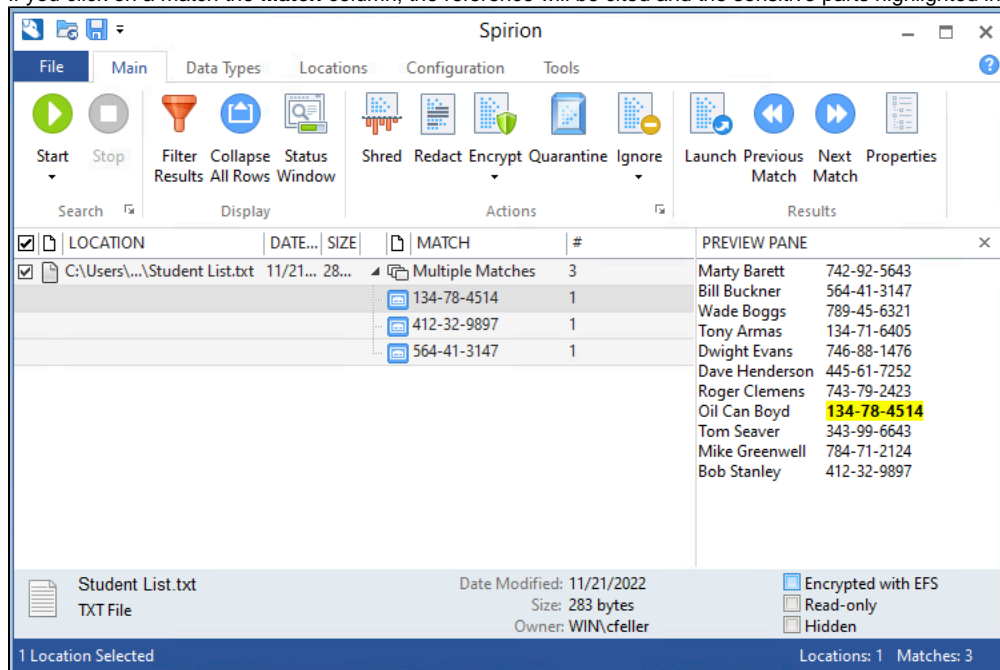 Spirion
File Main Data Types Locations Configuration Tools
Start Stop Filter Results Collapse All Rows Status Window Shred Redact Encrypt Quarantine Ignore Launch Previous Match Next Match Properties
Search Display Actions Results
LOCATION DATE... SIZE MATCH # PREVIEW PANE
C:\Users\...\Student List.txt 11/21... 28... Multiple Matches 3
134-78-4514 1
412-32-9897 1
564-41-3147 1
Marty Barett 742-92-5643
Bill Buckner 564-41-3147
Wade Boggs 789-45-6321
Tony Armas 134-71-6405
Dwight Evans 746-88-1476
Dave Henderson 445-61-7252
Roger Clemens 743-79-2423
Oil Can Boyd 134-78-4514
Tom Seaver 343-99-6643
Mike Greenwell 784-71-2124
Bob Stanley 412-32-9897
Student List.txt
TXT File
Date Modified: 11/21/2022
Size: 283 bytes
Owner: WIN\cfeller
Encrypted with EFS
Read-only
Hidden
1 Location Selected Locations: 1 Matches: 3